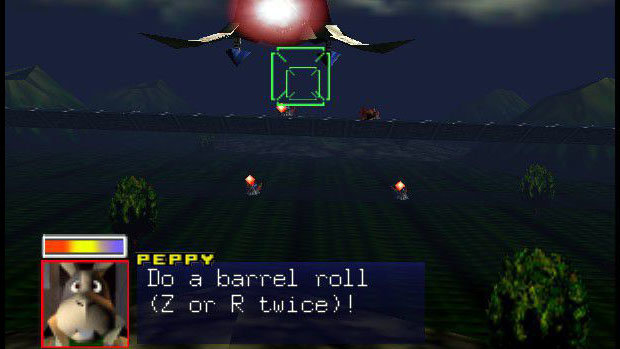 PEPPY
Do a barrel roll
(Z or R twice)!